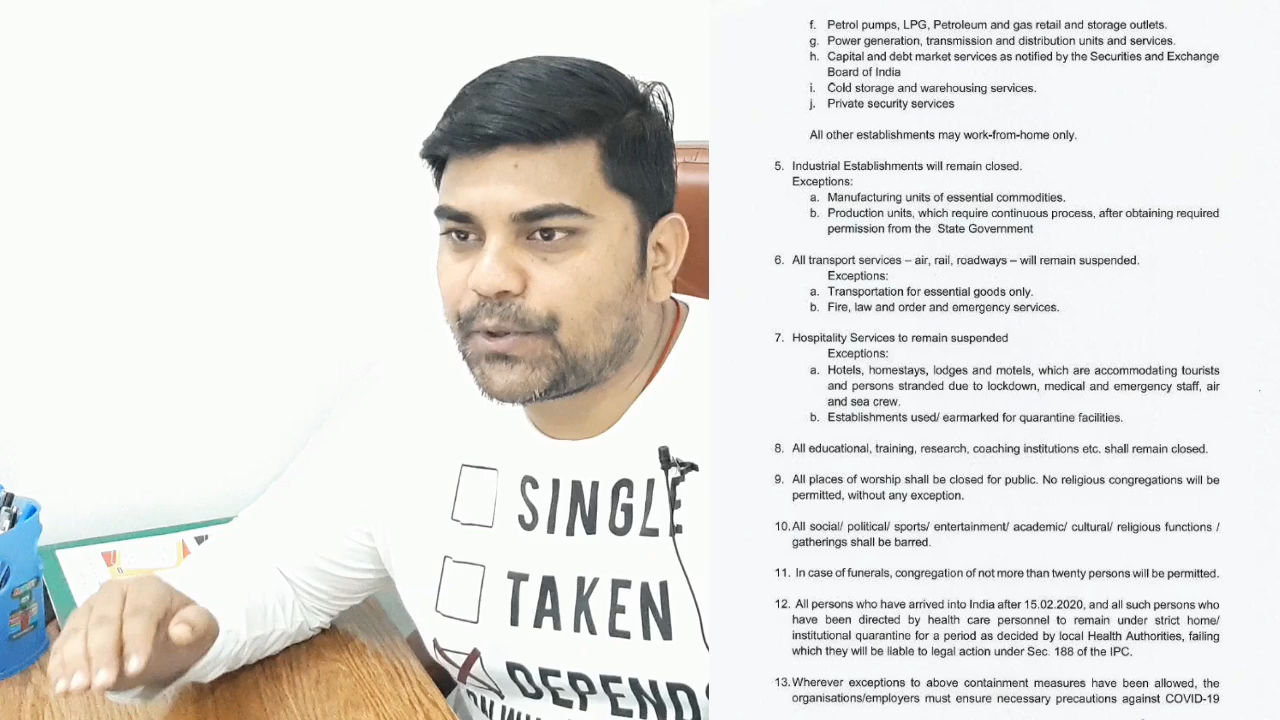 SINGLE
TAKEN
DEPENDS
f. Petrol pumps, LPG, Petroleum and gas retail and storage outlets.
g. Power generation, transmission and distribution units and services.
h. Capital and debt market services as notified by the Securities and Exchange
Board of India
i. Cold storage and warehousing services.
j. Private security services
All other establishments may work-from-home only.
5. Industrial Establishments will remain closed.
Exceptions:
a. Manufacturing units of essential commodities.
b. Production units, which require continuous process, after obtaining required
permission from the State Government
6. All transport services – air, rail, roadways – will remain suspended.
Exceptions:
a. Transportation for essential goods only.
b. Fire, law and order and emergency services.
7. Hospitality Services to remain suspended
Exceptions:
a. Hotels, homestays, lodges and motels, which are accommodating tourists
and persons stranded due to lockdown, medical and emergency staff, air
and sea crew.
b. Establishments used/ earmarked for quarantine facilities.
8. All educational, training, research, coaching institutions etc. shall remain closed.
9. All places of worship shall be closed for public. No religious congregations will be
permitted, without any exception.
10. All social/ political/ sports/ entertainment/ academic/ cultural/ religious functions /
gatherings shall be barred.
11. In case of funerals, congregation of not more than twenty persons will be permitted.
12. All persons who have arrived into India after 15.02.2020, and all such persons who
have been directed by health care personnel to remain under strict home/
institutional quarantine for a period as decided by local Health Authorities, failing
which they will be liable to legal action under Sec. 188 of the IPC.
13. Wherever exceptions to above containment measures have been allowed, the
organisations/employers must ensure necessary precautions against COVID-19